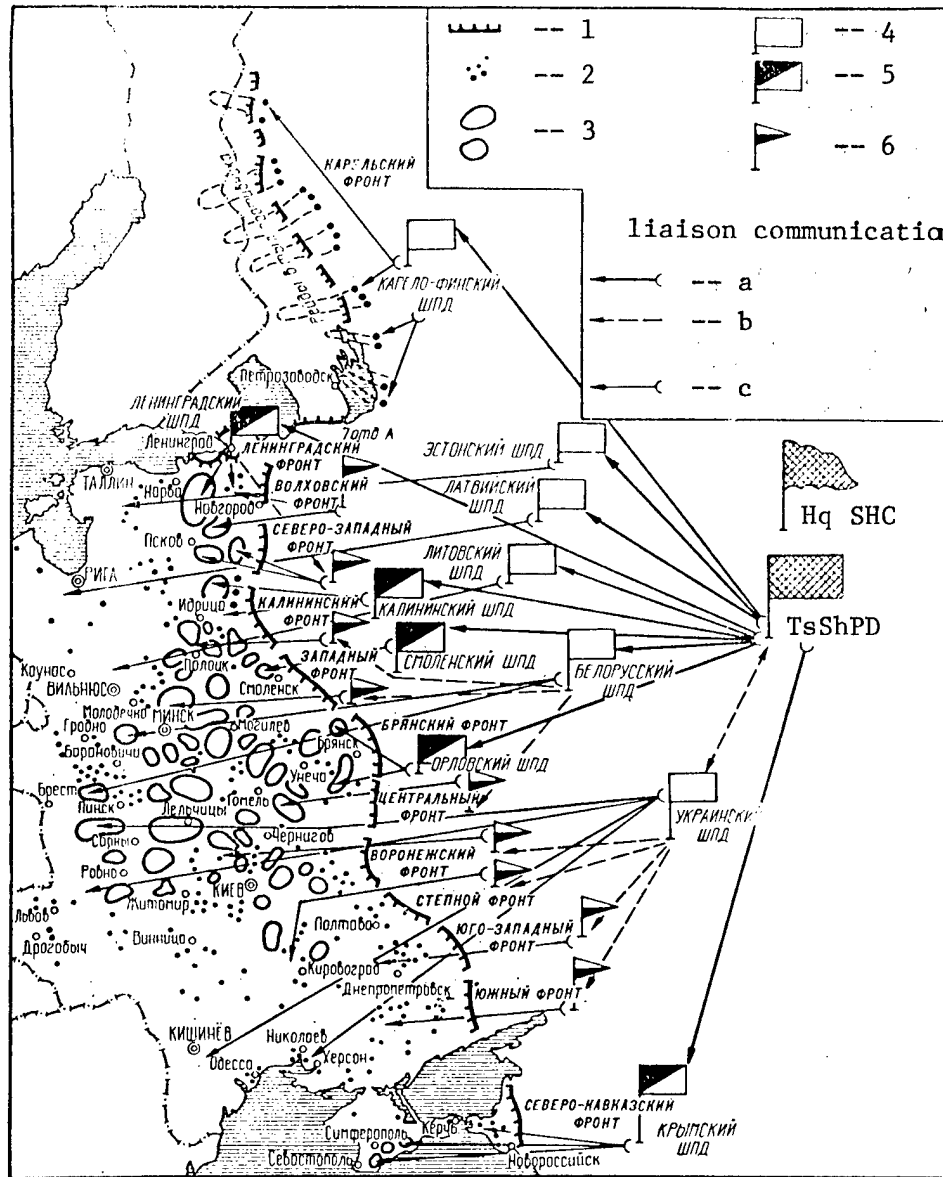 -- 1
-- 2
-- 3
-- 4
-- 5
-- 6
liaison communicatio
-- a
-- b
-- c
КАРЕЛЬСКИЙ
ФРОНТ
КАРЕЛО-ФИНСКИЙ
ШПД
Петрозаводск
ЛЕНИНГРАДСКИЙ
ШПД
Ленинград
7 отд А
ЛЕНИНГРАДСКИЙ
ФРОНТ
ЭСТОНСКИЙ ШПД
ТАЛЛИН
Нарва
ВОЛХОВСКИЙ
ФРОНТ
ЛАТВИЙСКИЙ
ШПД
Hq SHC
Новгород
Псков
СЕВЕРО-ЗАПАДНЫЙ
ФРОНТ
ЛИТОВСКИЙ
ШПД
РИГА
Идрица
КАЛИНИНСКИЙ
ФРОНТ
КАЛИНИНСКИЙ ШПД
TsShPD
Полоцк
ЗАПАДНЫЙ
ФРОНТ
СМОЛЕНСКИЙ ШПД
БЕЛОРУССКИЙ
ШПД
Каунас
ВИЛЬНЮС
Смоленск
Молодечно
МИНСК
Гродно
Могилев
БРЯНСКИЙ ФРОНТ
Барановичи
Брянск
ОРЛОВСКИЙ ШПД
Унеча
Брест
Пинск
Гомель
ЦЕНТРАЛЬНЫЙ
ФРОНТ
Лельчицы
УКРАИНСКИЙ
ШПД
Сарны
Чернигов
ВОРОНЕЖСКИЙ
ФРОНТ
Ровно
КИЕВ
СТЕПНОЙ ФРОНТ
Житомир
Львов
Полтава
ЮГО-ЗАПАДНЫЙ
ФРОНТ
Дрогобыч
Винница
Кировоград
Днепропетровск
ЮЖНЫЙ ФРОНТ
КИШИНЁВ
Николаев
Одесса
Херсон
СЕВЕРО-КАВКАЗСКИЙ
ФРОНТ
КРЫМСКИЙ
ШПД
Керчь
Симферополь
Севастополь
Новороссийск